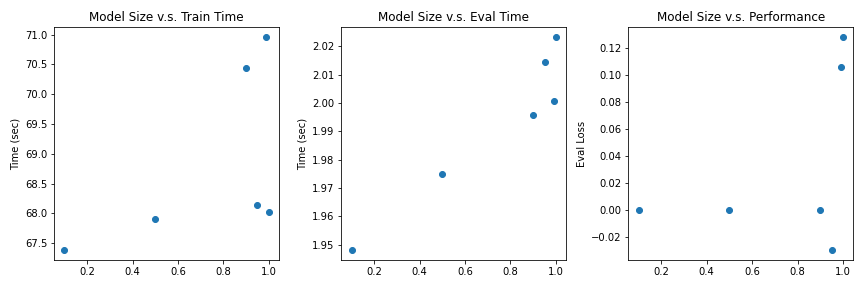 Model Size v.s. Train Time
Time (sec)
71.0
70.5
70.0
69.5
69.0
68.5
68.0
67.5
0.2 0.4 0.6 0.8 1.0
Model Size v.s. Eval Time
Time (sec)
2.02
2.01
2.00
1.99
1.98
1.97
1.96
1.95
0.2 0.4 0.6 0.8 1.0
Model Size v.s. Performance
Eval Loss
0.12
0.10
0.08
0.06
0.04
0.02
0.00
−0.02
0.2 0.4 0.6 0.8 1.0